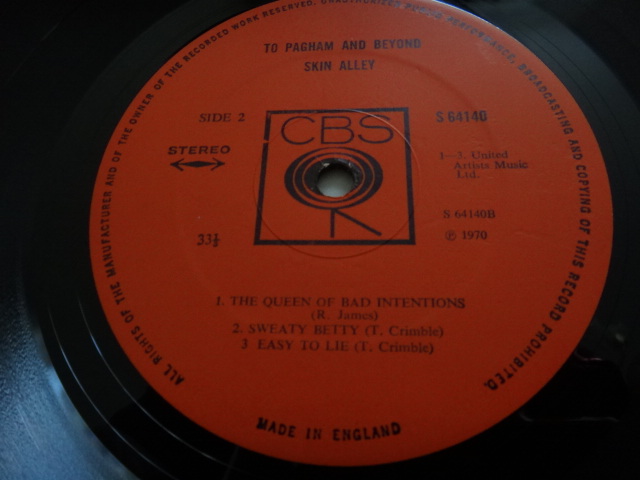 TO PAGHAM AND BEYOND
SKIN ALLEY
SIDE 2
CBS
S 64140
STEREO
1—3. United
Artists Music
Ltd.
S 64140B
33⅓
℗ 1970
1. THE QUEEN OF BAD INTENTIONS
(R. James)
2. SWEATY BETTY (T. Crimble)
3 EASY TO LIE (T. Crimble)
ALL RIGHTS OF THE MANUFACTURER AND OF THE OWNER OF THE RECORDED WORK RESERVED. UNAUTHORIZED PUBLIC PERFORMANCE, BROADCASTING AND COPYING OF THIS RECORD PROHIBITED.
MADE IN ENGLAND